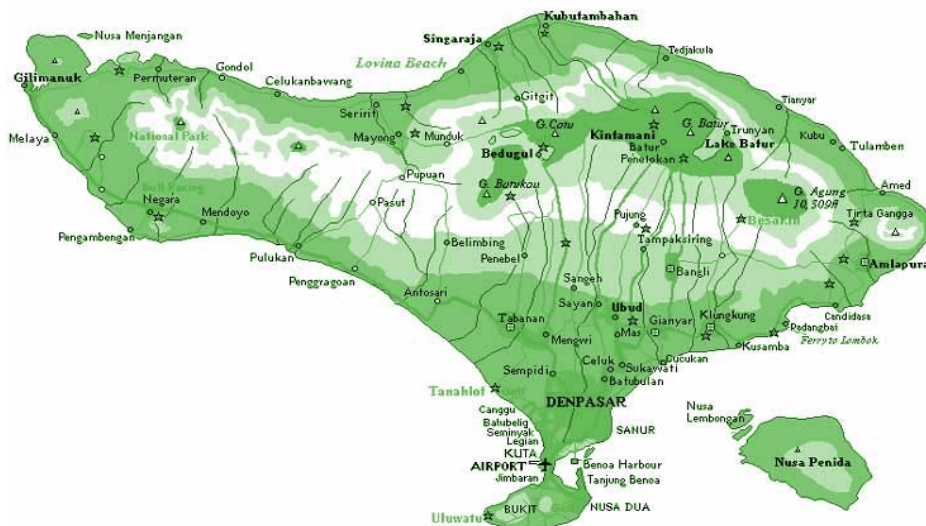 Nusa Menjangan
Kubutambahan
Singaraja
Tedjakula
Gilimanuk
Permuteran
Gondol
Celukanbawang
Lovina Beach
Gitgit
Tianyar
Seririt
Melaya
National Park
Mayong
Munduk
G. Catu
Kintamani
G. Batur
Trunyan
Kubu
Batur
Lake Batur
Tulamben
Bedugul
Penelokan
Pupuan
Bull Racing
G. Batukau
G. Agung
10,309ft
Amed
Negara
Pasut
Mendoyo
Pujung
Besakih
Tirta Gangga
Pengambengan
Belimbing
Tampaksiring
Pulukan
Penebel
Amlapura
Penggragoan
Sangeh
Bangli
Antosari
Sayan
Ubud
Candidasa
Tabanan
Gianyar
Klungkung
Padangbai
Mengwi
Mas
Ferry to Lombok
Kusamba
Celuk
Cucukan
Sempidi
Sukawati
Batubulan
Tanahlot
DENPASAR
Canggu
Batubelig
Seminyak
Legian
SANUR
Nusa
Lembongan
KUTA
AIRPORT
Benoa Harbour
Jimbaran
Tanjung Benoa
Nusa Penida
BUKIT
NUSA DUA
Uluwatu